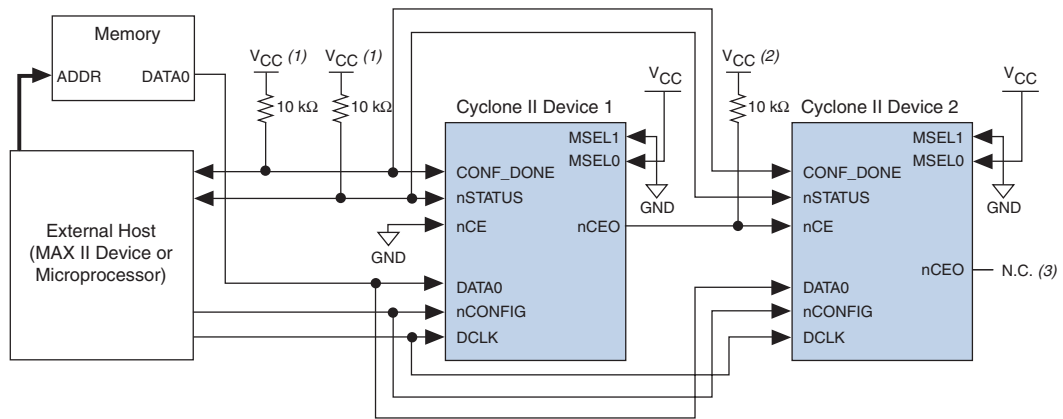 Memory
ADDR DATA0
VCC (1)
10 kΩ
VCC (1)
10 kΩ
VCC (2)
10 kΩ
VCC
VCC
Cyclone II Device 1
MSEL1
MSEL0
CONF_DONE
nSTATUS
nCE
nCEO
DATA0
nCONFIG
DCLK
GND
GND
Cyclone II Device 2
MSEL1
MSEL0
CONF_DONE
nSTATUS
nCE
nCEO
DATA0
nCONFIG
DCLK
GND
N.C. (3)
External Host
(MAX II Device or
Microprocessor)